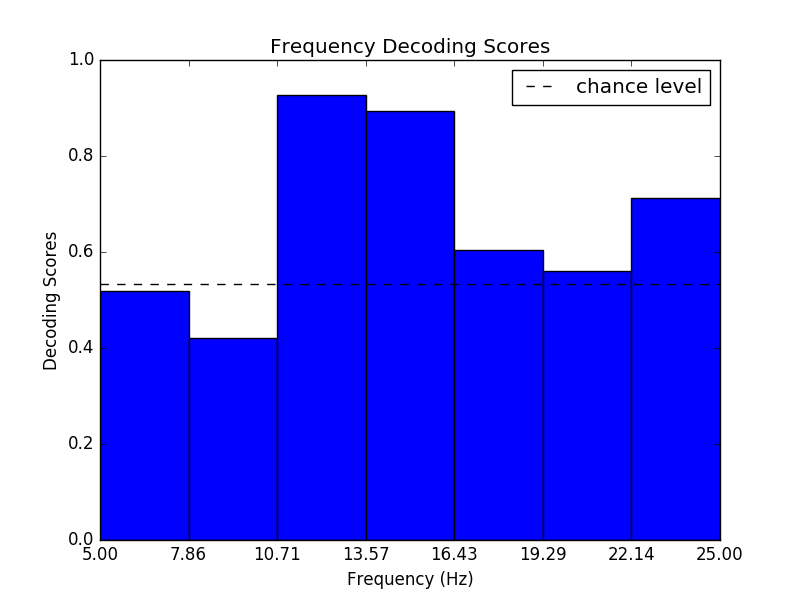 Frequency Decoding Scores
chance level
Decoding Scores
1.0
0.8
0.6
0.4
0.2
0.0
5.00 7.86 10.71 13.57 16.43 19.29 22.14 25.00
Frequency (Hz)